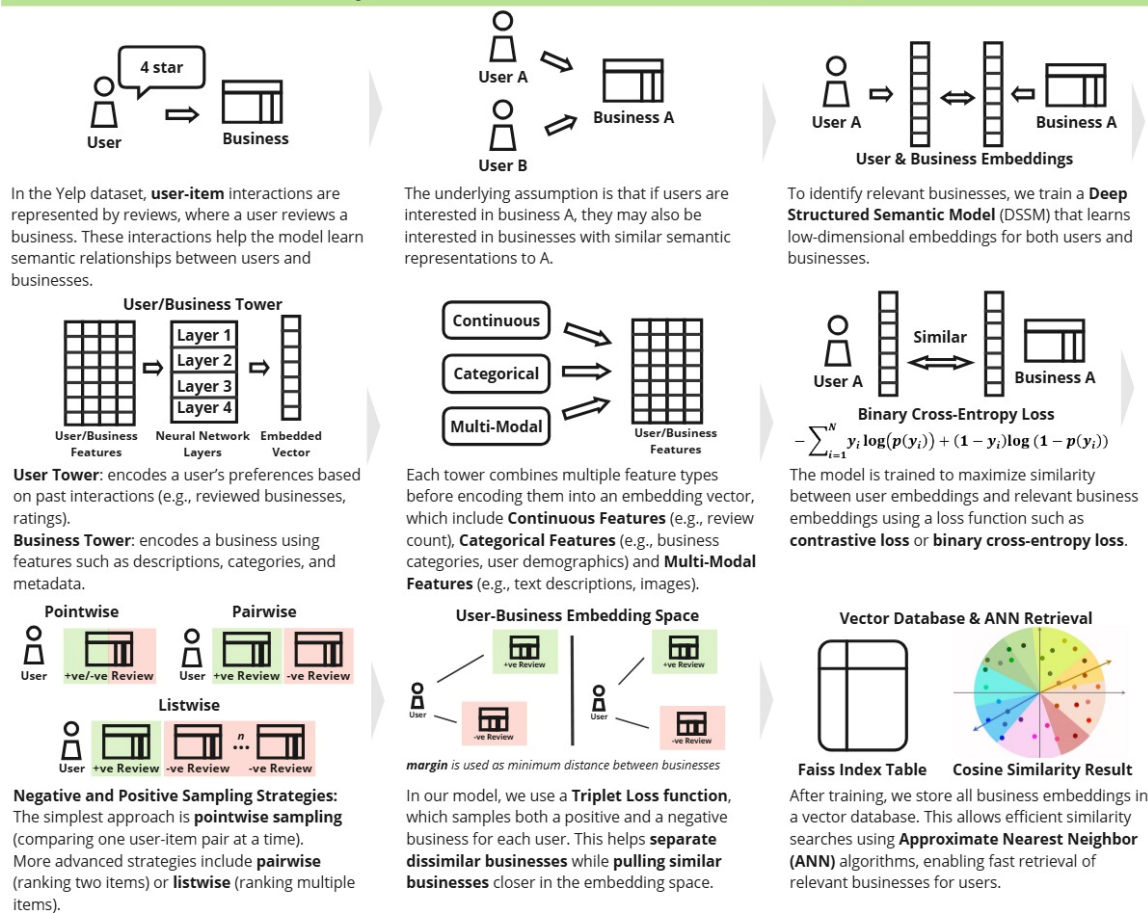 4 star
User
Business
In the Yelp dataset, user-item interactions are
represented by reviews, where a user reviews a
business. These interactions help the model learn
semantic relationships between users and
businesses.
User A
User B
Business A
The underlying assumption is that if users are
interested in business A, they may also be
interested in businesses with similar semantic
representations to A.
User A
Business A
User & Business Embeddings
To identify relevant businesses, we train a Deep
Structured Semantic Model (DSSM) that learns
low-dimensional embeddings for both users and
businesses.
User/Business Tower
Layer 1
Layer 2
Layer 3
Layer 4
User/Business
Features
Neural Network
Layers
Embedded
Vector
User Tower: encodes a user's preferences based
on past interactions (e.g., reviewed businesses,
ratings).
Business Tower: encodes a business using
features such as descriptions, categories, and
metadata.
Continuous
Categorical
Multi-Modal
User/Business
Features
Each tower combines multiple feature types
before encoding them into an embedding vector,
which include Continuous Features (e.g., review
count), Categorical Features (e.g., business
categories, user demographics) and Multi-Modal
Features (e.g., text descriptions, images).
Similar
User A
Business A
Binary Cross-Entropy Loss
−∑ᵢ₌₁ᴺ yᵢ log(p(yᵢ)) + (1 − yᵢ)log (1 − p(yᵢ))
The model is trained to maximize similarity
between user embeddings and relevant business
embeddings using a loss function such as
contrastive loss or binary cross-entropy loss.
Pointwise
User
+ve/-ve Review
Pairwise
User
+ve Review
-ve Review
Listwise
n
...
User
+ve Review
-ve Review
-ve Review
Negative and Positive Sampling Strategies:
The simplest approach is pointwise sampling
(comparing one user-item pair at a time).
More advanced strategies include pairwise
(ranking two items) or listwise (ranking multiple
items).
User-Business Embedding Space
+ve Review
User
-ve Review
+ve Review
User
-ve Review
margin is used as minimum distance between businesses
In our model, we use a Triplet Loss function,
which samples both a positive and a negative
business for each user. This helps separate
dissimilar businesses while pulling similar
businesses closer in the embedding space.
Vector Database & ANN Retrieval
Faiss Index Table
Cosine Similarity Result
After training, we store all business embeddings in
a vector database. This allows efficient similarity
searches using Approximate Nearest Neighbor
(ANN) algorithms, enabling fast retrieval of
relevant businesses for users.